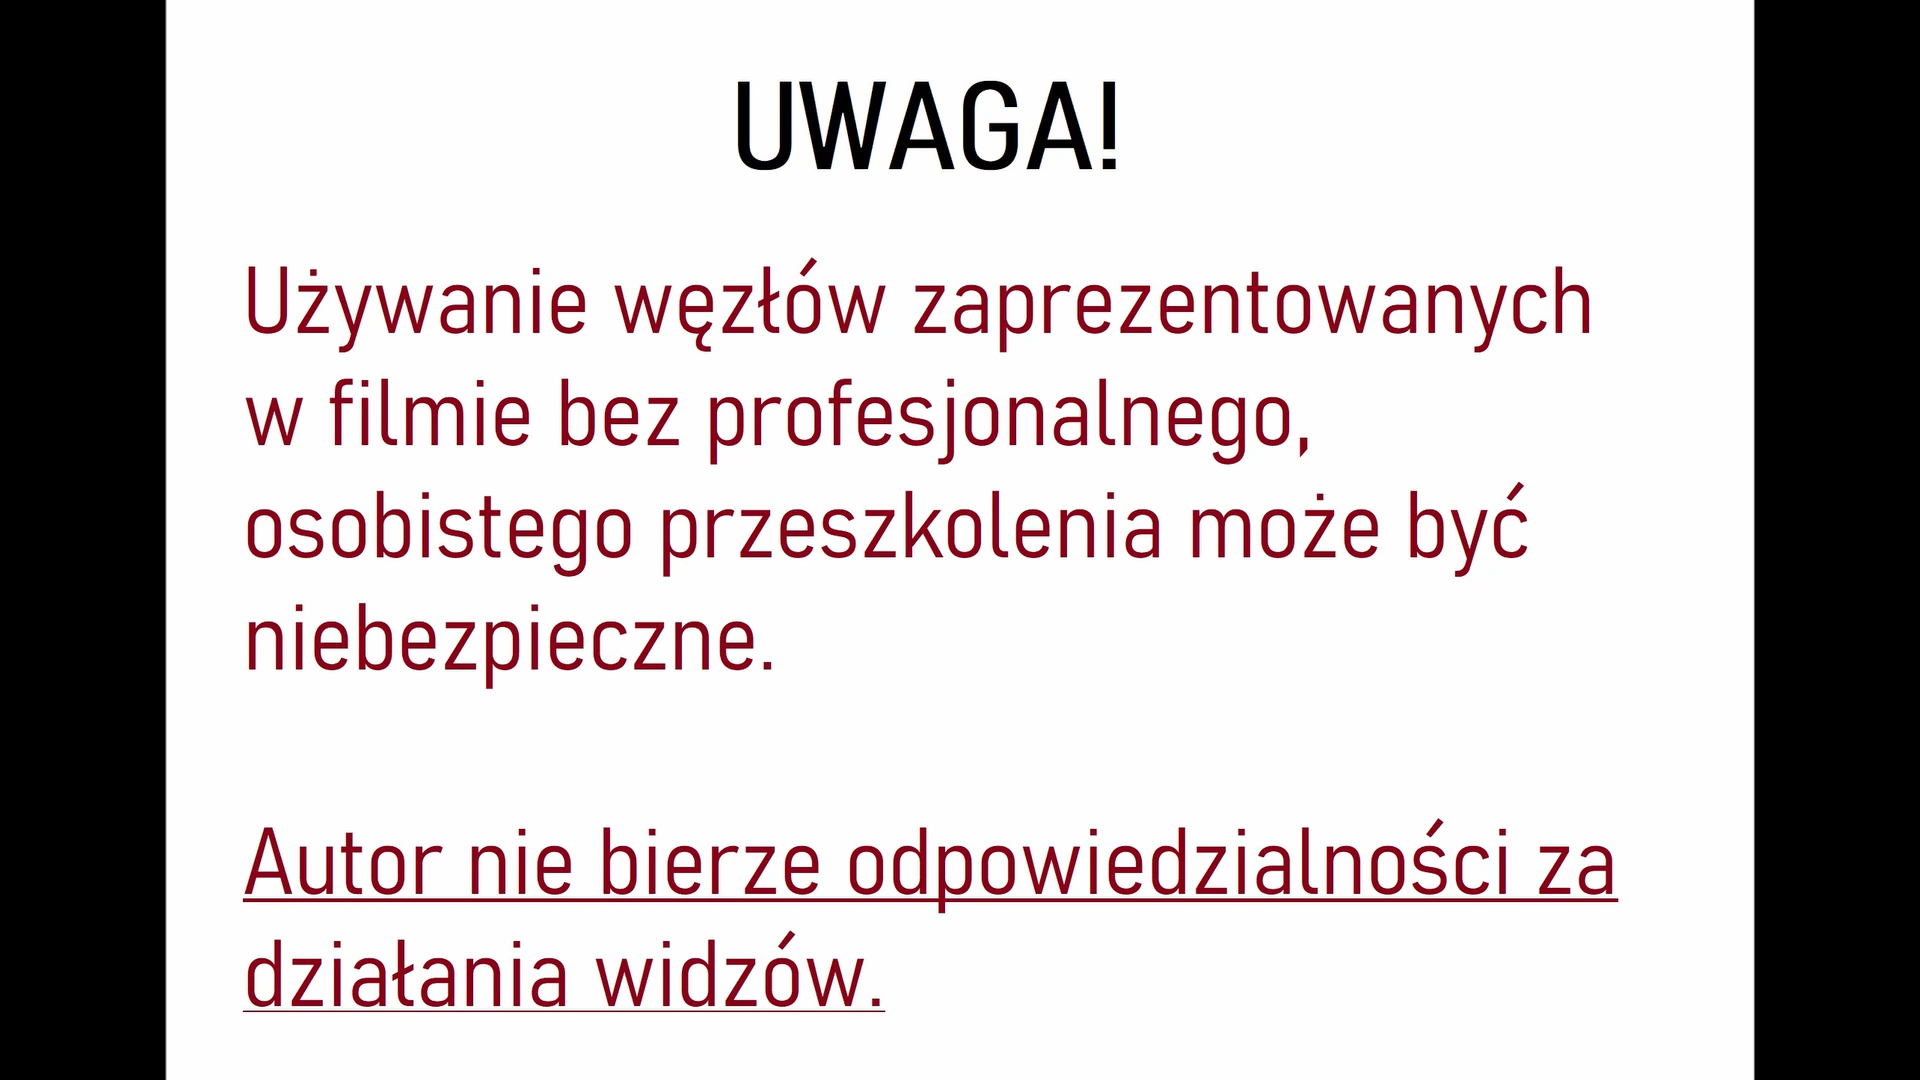 UWAGA!
Używanie węzłów zaprezentowanych
w filmie bez profesjonalnego,
osobistego przeszkolenia może być
niebezpieczne.
Autor nie bierze odpowiedzialności za
działania widzów.